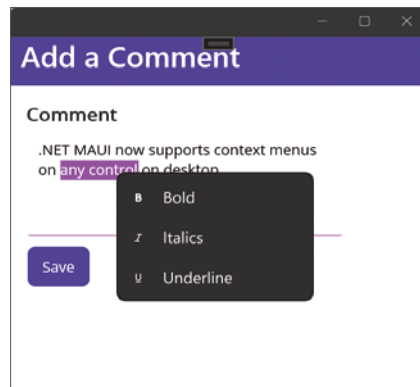 Add a Comment
Comment
.NET MAUI now supports context menus
on any control on desktop
B Bold
I Italics
U Underline
Save